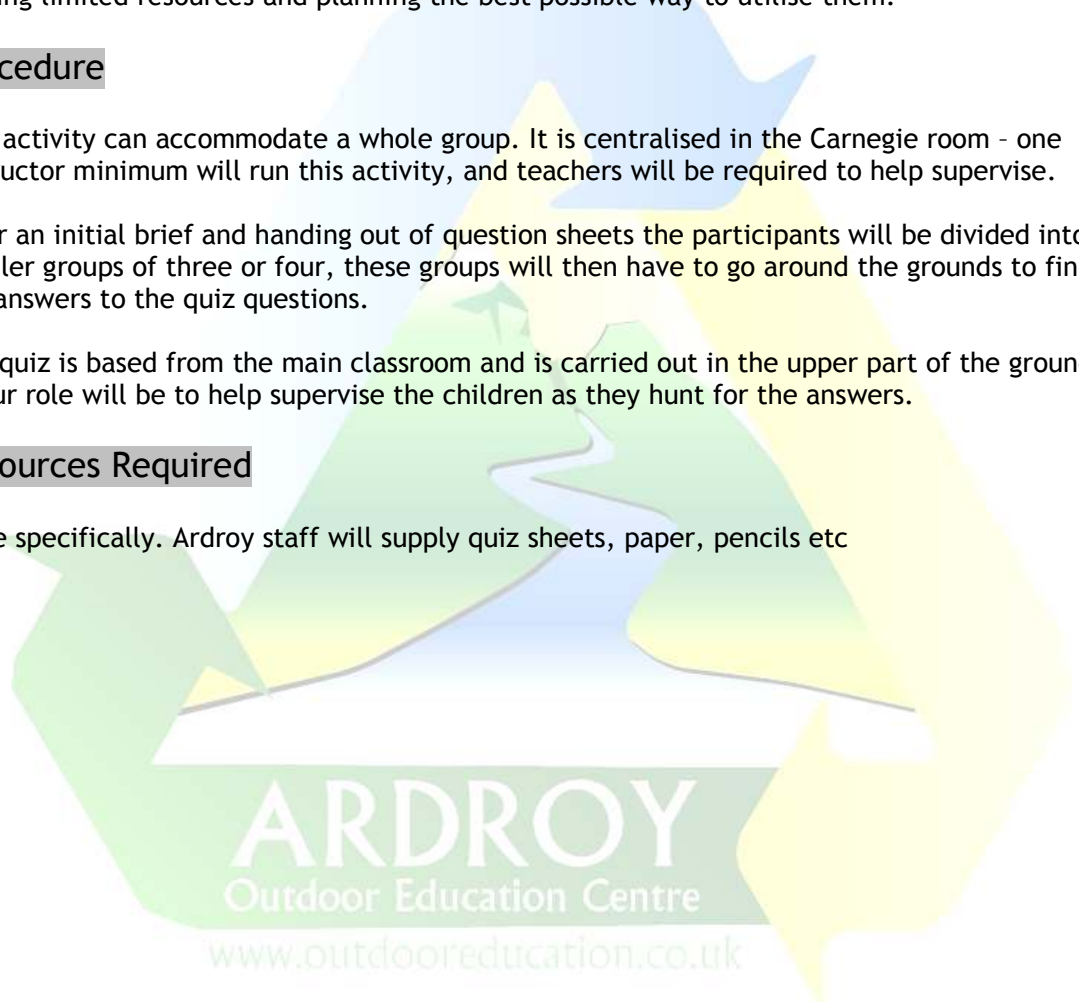 ing limited resources and planning the best possible way to utilise them.
cedure
activity can accommodate a whole group. It is centralised in the Carnegie room – one
uctor minimum will run this activity, and teachers will be required to help supervise.
r an initial brief and handing out of question sheets the participants will be divided into
ler groups of three or four, these groups will then have to go around the grounds to fin
answers to the quiz questions.
quiz is based from the main classroom and is carried out in the upper part of the groun
ur role will be to help supervise the children as they hunt for the answers.
ources Required
e specifically. Ardroy staff will supply quiz sheets, paper, pencils etc
ARDROY
Outdoor Education Centre
www.outdooreducation.co.uk